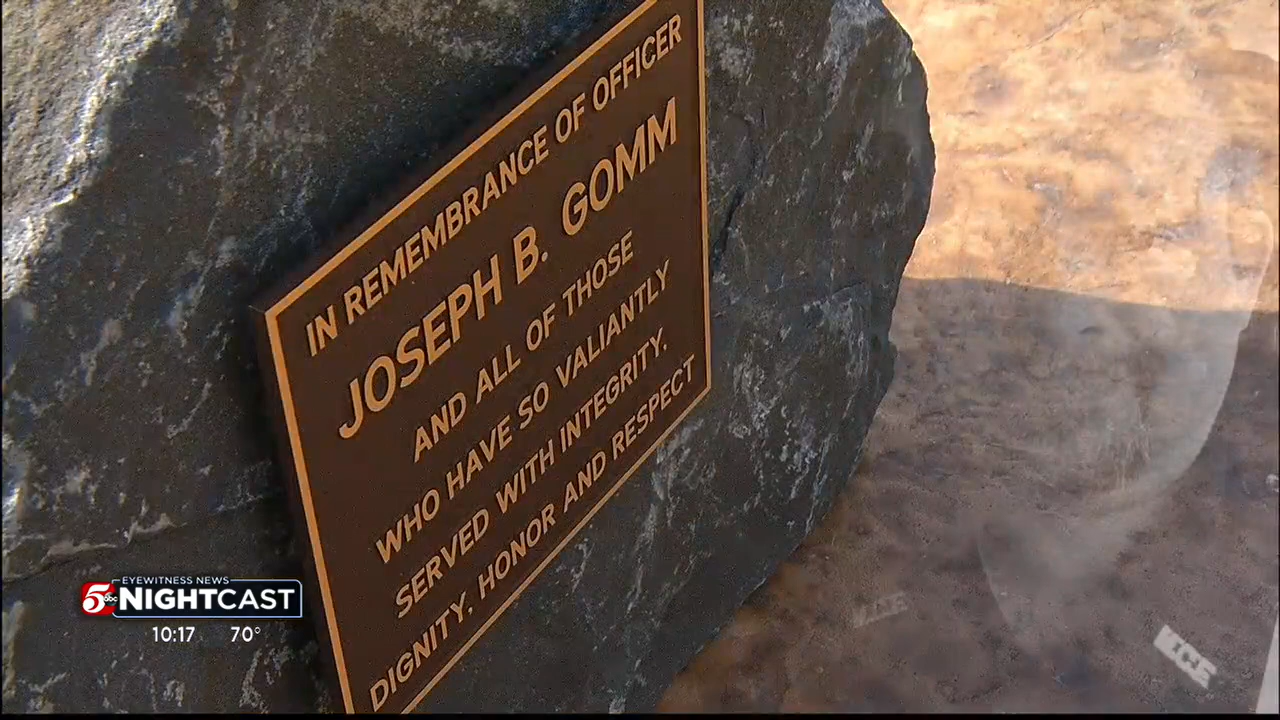 IN REMEMBRANCE OF OFFICER
JOSEPH B. GOMM
AND ALL OF THOSE
WHO HAVE SO VALIANTLY
SERVED WITH INTEGRITY,
DIGNITY, HONOR AND RESPECT
EYEWITNESS NEWS
5 abc NIGHTCAST
10:17 70°